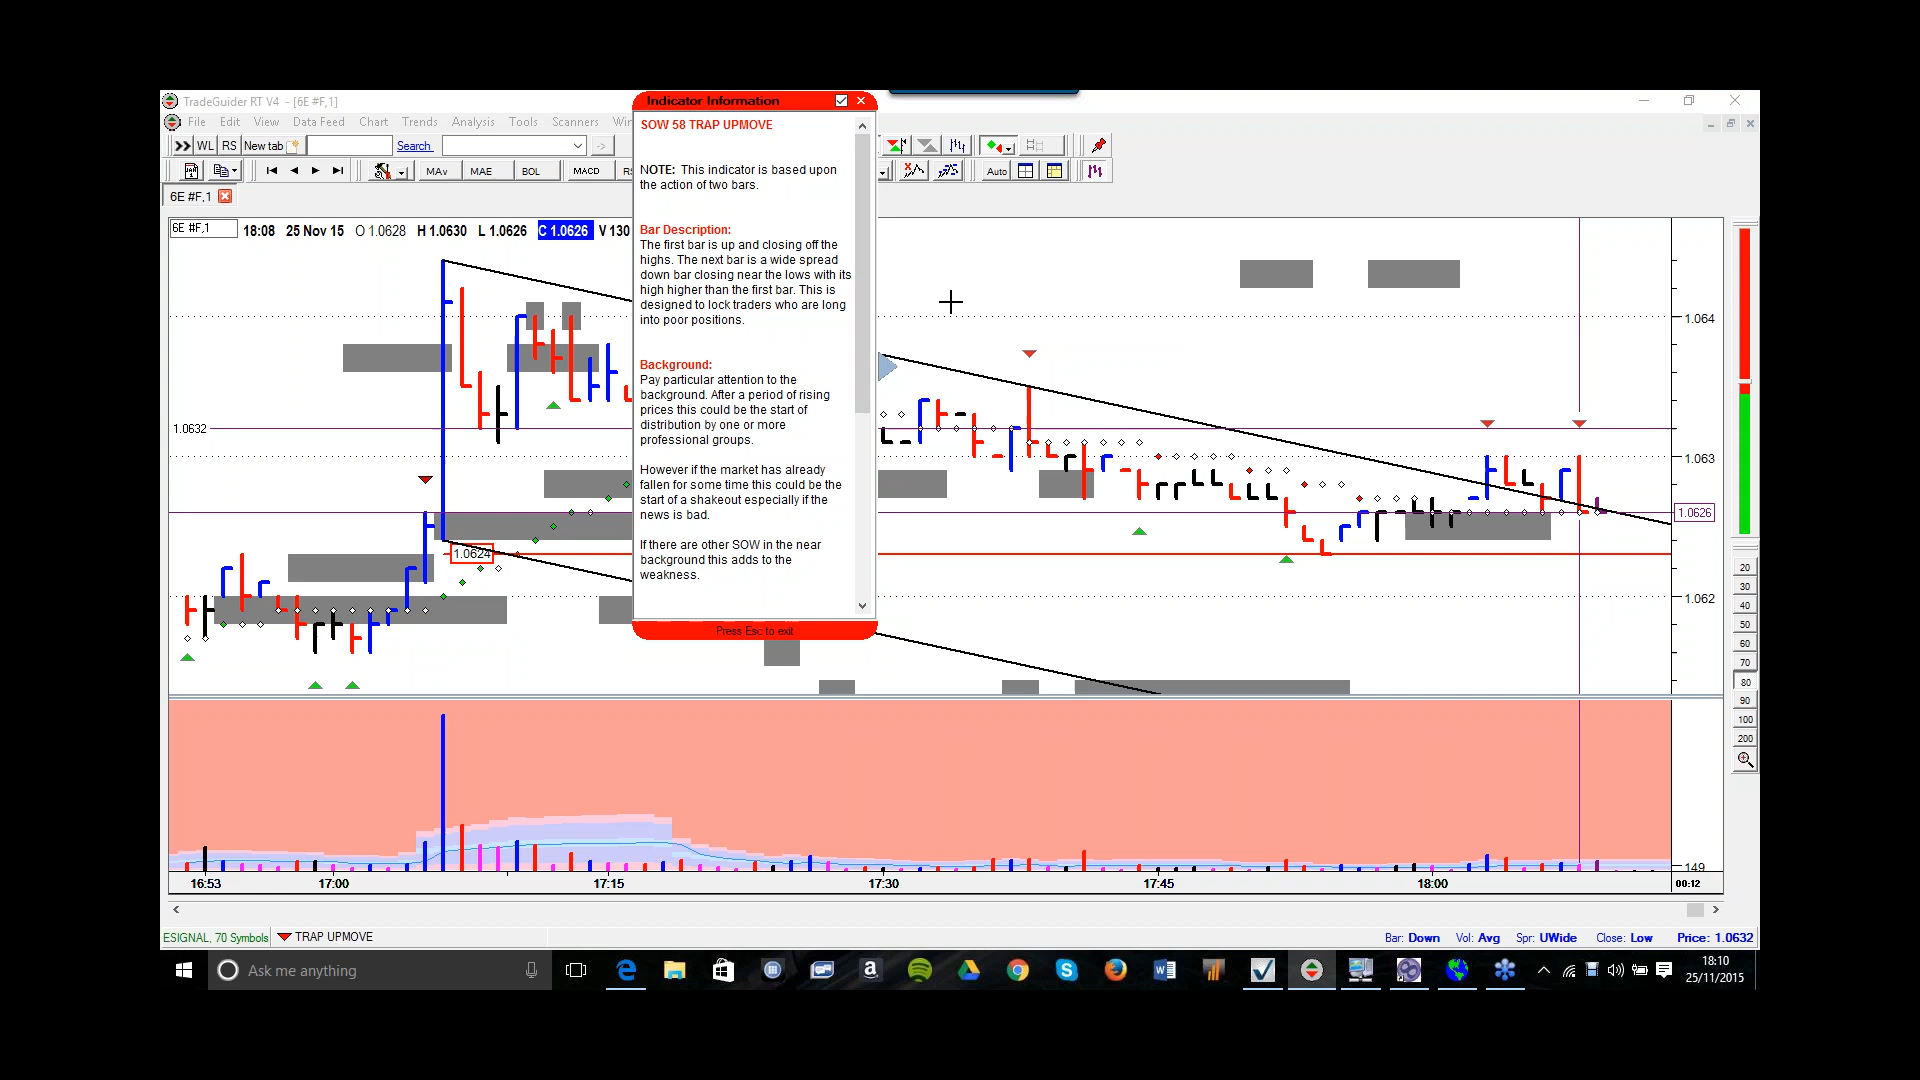 TradeGuider RT V4 - [6E #F,1]
File Edit View Data Feed Chart Trends Analysis Tools Scanners
WL RS New tab Search
MAv MAE BOL MACD Auto
6E #F,1
6E #F,1 18:08 25 Nov 15 O 1.0628 H 1.0630 L 1.0626 C 1.0626 V 130
Indicator Information
SOW 58 TRAP UPMOVE
NOTE: This indicator is based upon
the action of two bars.
Bar Description:
The first bar is up and closing off the
highs. The next bar is a wide spread
down bar closing near the lows with its
high higher than the first bar. This is
designed to lock traders who are long
into poor positions.
Background:
Pay particular attention to the
background. After a period of rising
prices this could be the start of
distribution by one or more
professional groups.
However if the market has already
fallen for some time this could be the
start of a shakeout especially if the
news is bad.
If there are other SOW in the near
background this adds to the
weakness.
Press Esc to exit
1.0632
1.0624
1.064
1.063
1.0626
1.062
20
30
40
50
60
70
80
90
100
200
149
16:53 17:00 17:15 17:30 17:45 18:00 00:12
ESIGNAL, 70 Symbols TRAP UPMOVE Bar: Down Vol: Avg Spr: UWide Close: Low Price: 1.0632
Ask me anything
18:10
25/11/2015